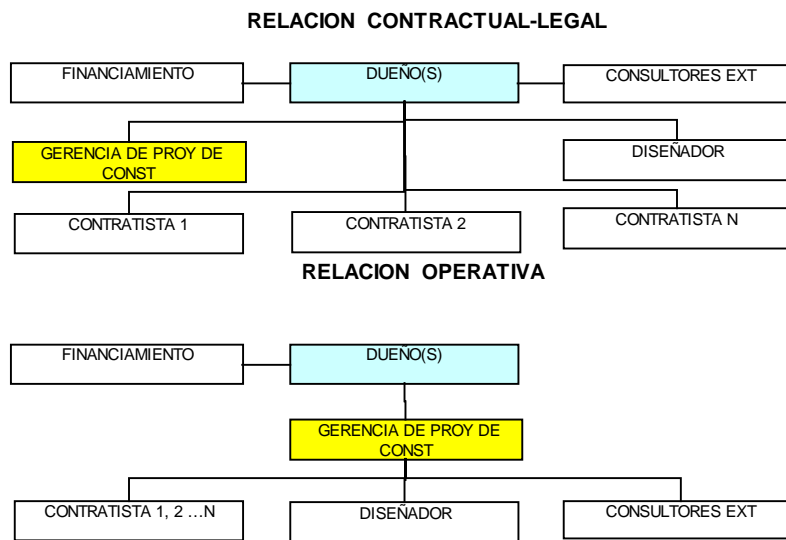 RELACION CONTRACTUAL-LEGAL
FINANCIAMIENTO
DUEÑO(S)
CONSULTORES EXT
GERENCIA DE PROY DE
CONST
DISEÑADOR
CONTRATISTA 1
CONTRATISTA 2
CONTRATISTA N
RELACION OPERATIVA
FINANCIAMIENTO
DUEÑO(S)
GERENCIA DE PROY DE
CONST
CONTRATISTA 1, 2 ...N
DISEÑADOR
CONSULTORES EXT